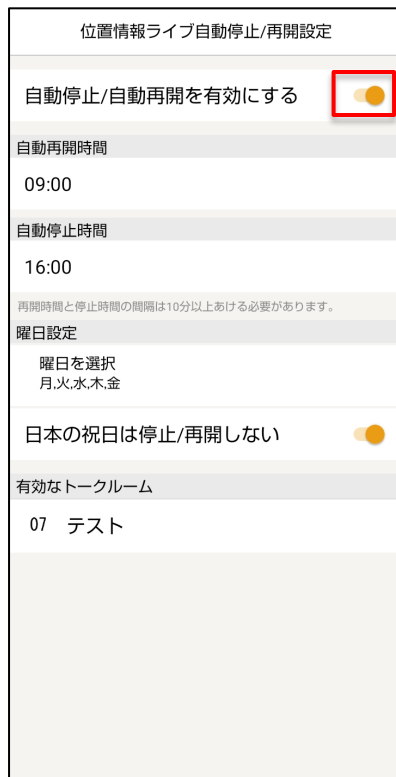 位置情報ライブ自動停止/再開設定
自動停止/自動再開を有効にする
自動再開時間
09:00
自動停止時間
16:00
再開時間と停止時間の間隔は10分以上あける必要があります。
曜日設定
曜日を選択
月,火,水,木,金
日本の祝日は停止/再開しない
有効なトークルーム
07 テスト